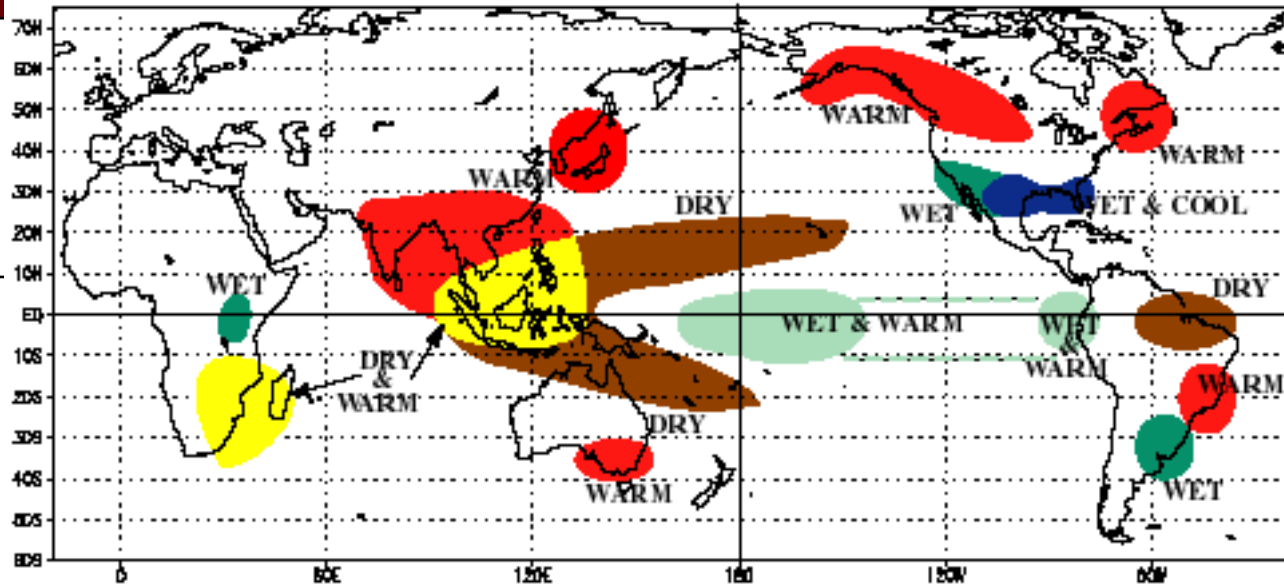 70N
60N
50N
40N
30N
20N
10N
EQ
10S
20S
30S
40S
50S
60S
WARM
WARM
WARM
DRY
WET
WET & COOL
WET
DRY
WET & WARM
WET
&
WARM
DRY
&
WARM
WARM
DRY
WARM
WET
0
60E
120E
180
120W
60W